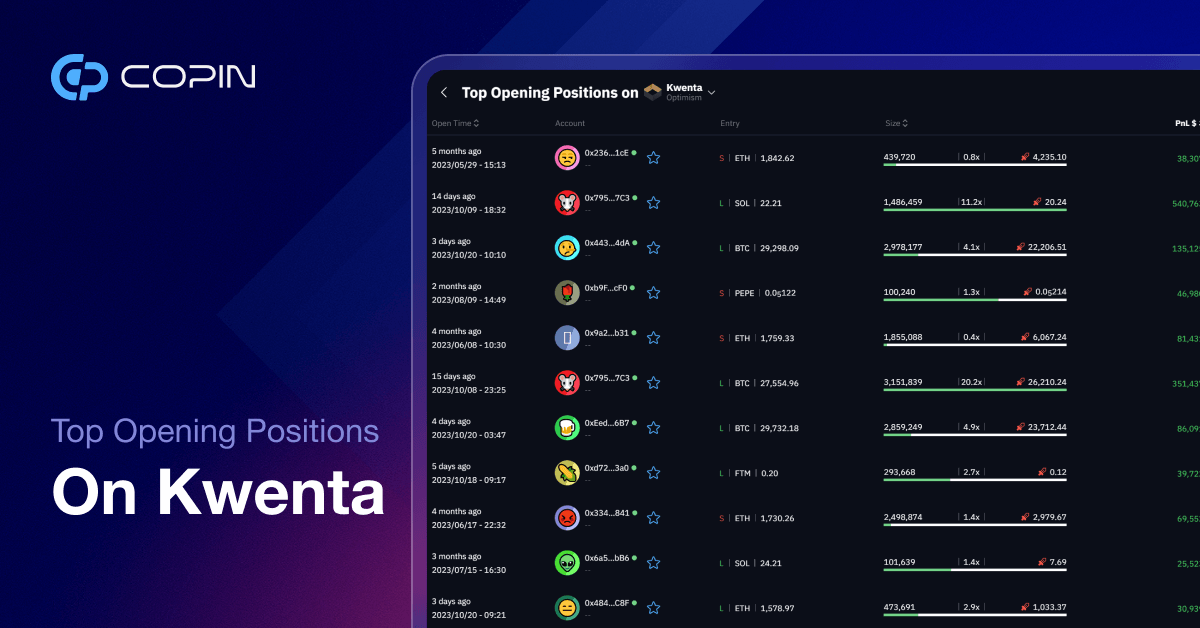 COPIN
Top Opening Positions
On Kwenta
Top Opening Positions on Kwenta
Optimism
Open Time Account Entry Size PnL $
5 months ago
2023/05/29 - 15:13
0x236...1cE
--
S | ETH | 1,842.62
439,720 | 0.8x | 4,235.10
38,30
14 days ago
2023/10/09 - 18:32
0x795...7C3
--
L | SOL | 22.21
1,486,459 | 11.2x | 20.24
540,76
3 days ago
2023/10/20 - 10:10
0x443...4dA
--
L | BTC | 29,298.09
2,978,177 | 4.1x | 22,206.51
135,12
2 months ago
2023/08/09 - 14:49
0xb9F...cF0
--
S | PEPE | 0.0₅122
100,240 | 1.3x | 0.0₅214
46,98
4 months ago
2023/06/08 - 10:30
0x9a2...b31
--
S | ETH | 1,759.33
1,855,088 | 0.4x | 6,067.24
81,43
15 days ago
2023/10/08 - 23:25
0x795...7C3
--
L | BTC | 27,554.96
3,151,839 | 20.2x | 26,210.24
351,43
4 days ago
2023/10/20 - 03:47
0xEed...6B7
--
L | BTC | 29,732.18
2,859,249 | 4.9x | 23,712.44
86,09
5 days ago
2023/10/18 - 09:17
0xd72...3a0
--
L | FTM | 0.20
293,668 | 2.7x | 0.12
39,72
4 months ago
2023/06/17 - 22:32
0x334...841
--
S | ETH | 1,730.26
2,498,874 | 1.4x | 2,979.67
69,55
3 months ago
2023/07/15 - 16:30
0x6a5...bB6
--
L | SOL | 24.21
101,639 | 1.4x | 7.69
25,52
3 days ago
2023/10/20 - 09:21
0x484...C8F
--
L | ETH | 1,578.97
473,691 | 2.9x | 1,033.37
30,93